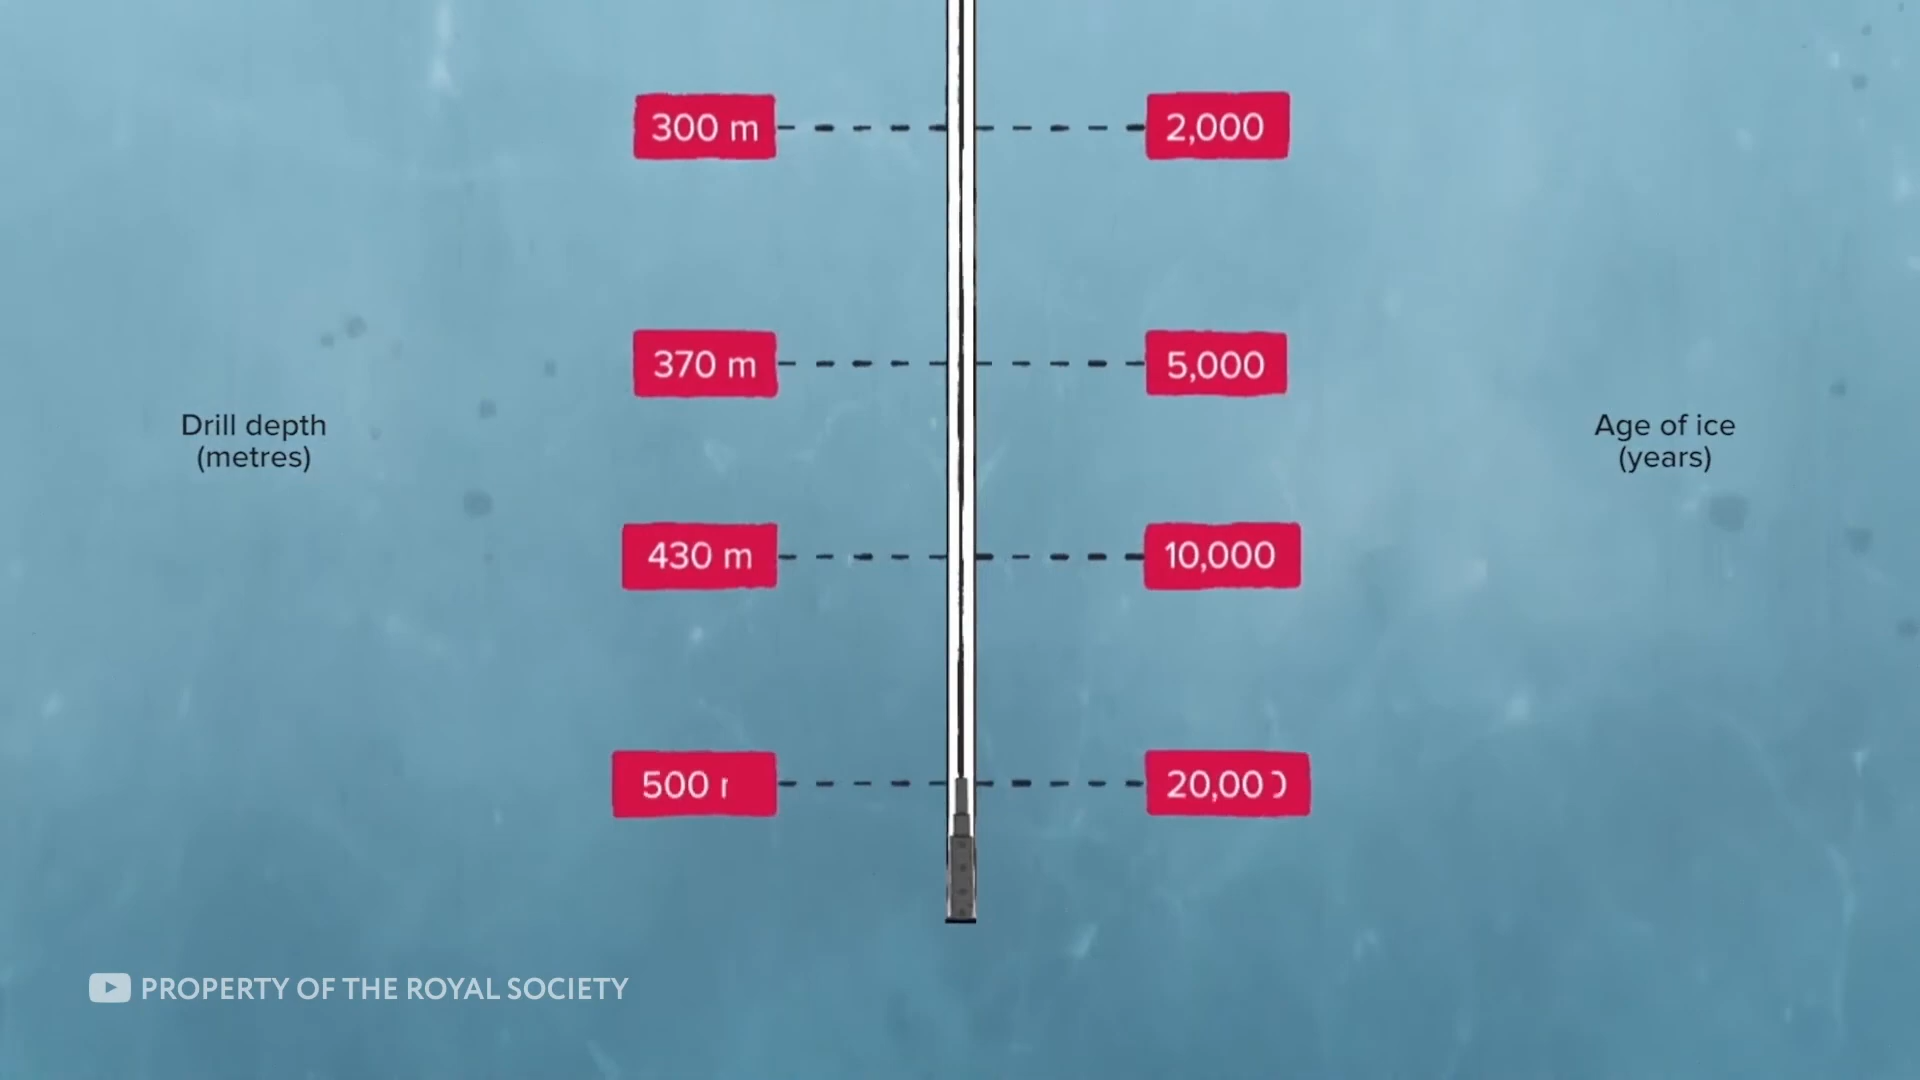 300 m
2,000
370 m
5,000
Drill depth
(metres)
Age of ice
(years)
430 m
10,000
500
PROPERTY OF THE ROYAL SOCIETY